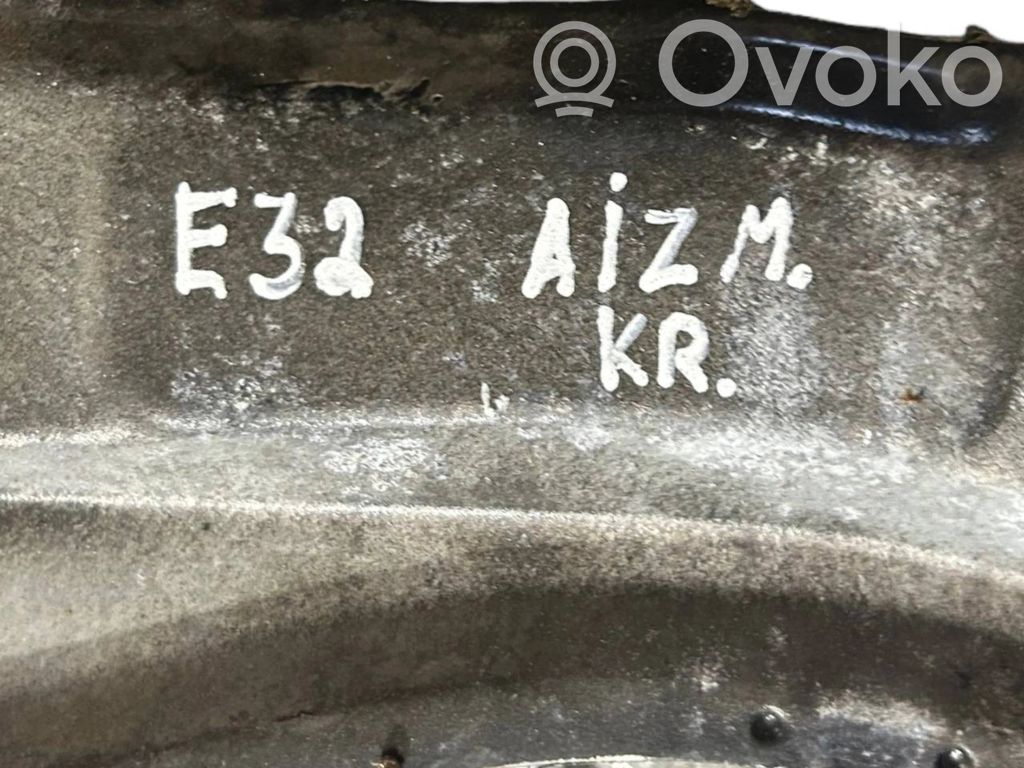 Ovoko
E32 AizM.
KR.